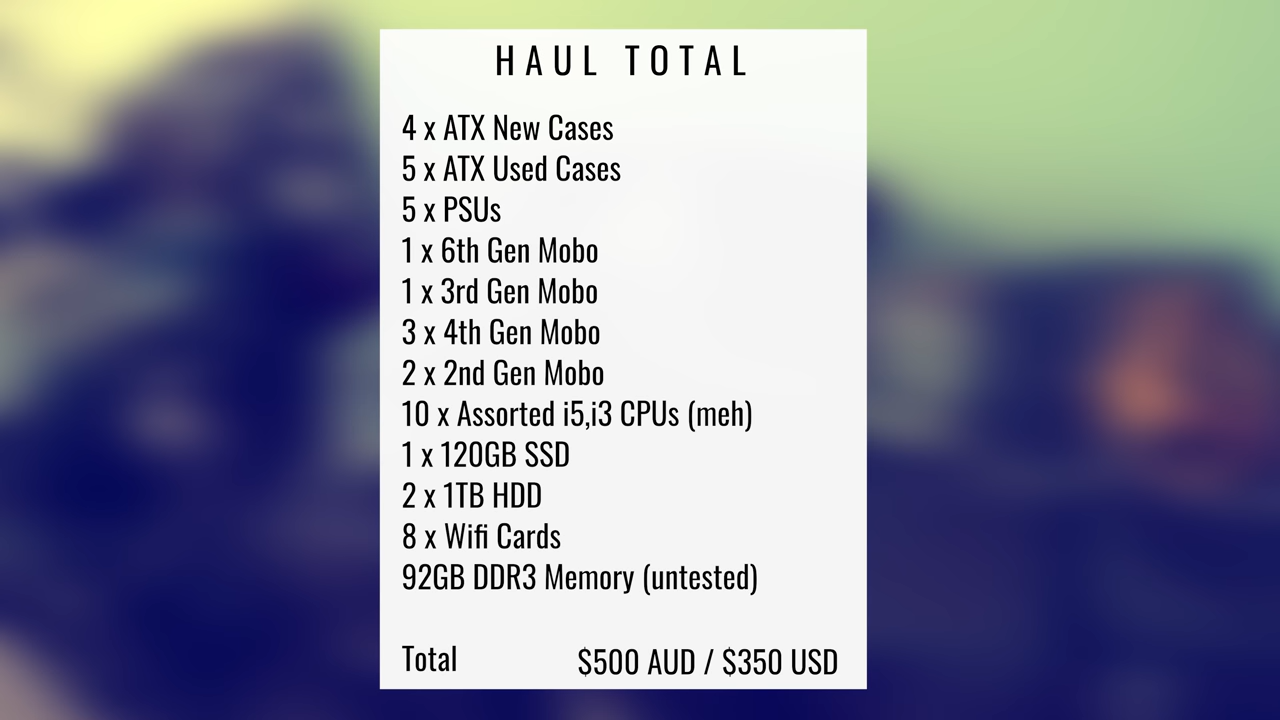 HAUL TOTAL
4 x ATX New Cases
5 x ATX Used Cases
5 x PSUs
1 x 6th Gen Mobo
1 x 3rd Gen Mobo
3 x 4th Gen Mobo
2 x 2nd Gen Mobo
10 x Assorted i5,i3 CPUs (meh)
1 x 120GB SSD
2 x 1TB HDD
8 x Wifi Cards
92GB DDR3 Memory (untested)
Total $500 AUD / $350 USD